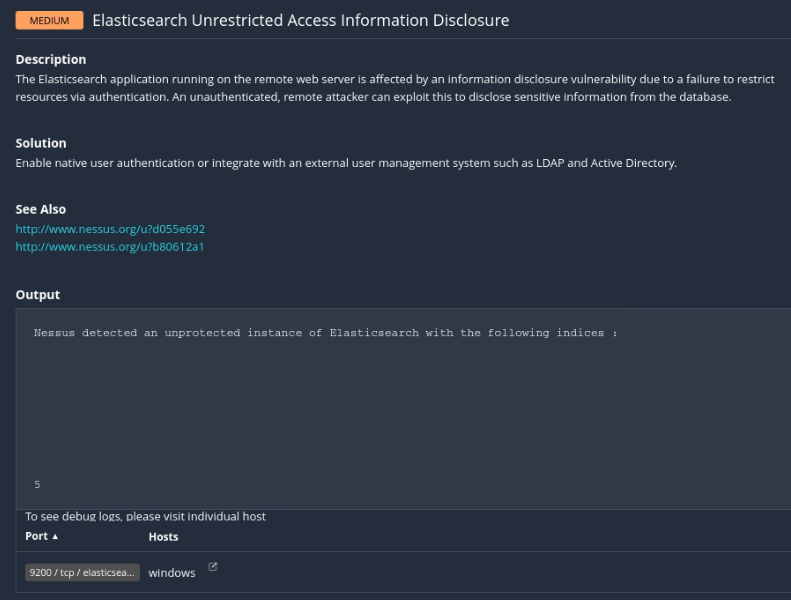 MEDIUM Elasticsearch Unrestricted Access Information Disclosure
Description
The Elasticsearch application running on the remote web server is affected by an information disclosure vulnerability due to a failure to restrict
resources via authentication. An unauthenticated, remote attacker can exploit this to disclose sensitive information from the database.
Solution
Enable native user authentication or integrate with an external user management system such as LDAP and Active Directory.
See Also
http://www.nessus.org/u?d055e692
http://www.nessus.org/u?b80612a1
Output
Nessus detected an unprotected instance of Elasticsearch with the following indices :
5
To see debug logs, please visit individual host
Port ▲ Hosts
9200 / tcp / elasticsea... windows